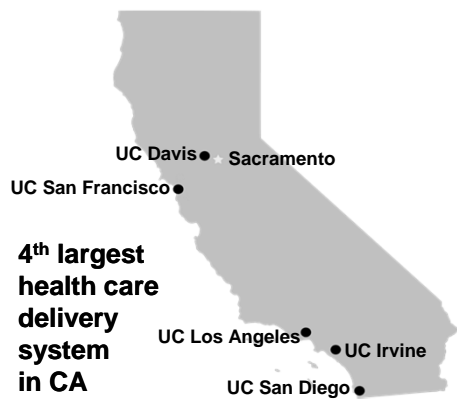 UC Davis
Sacramento
UC San Francisco
4th largest
health care
delivery
system
in CA
UC Los Angeles
UC Irvine
UC San Diego